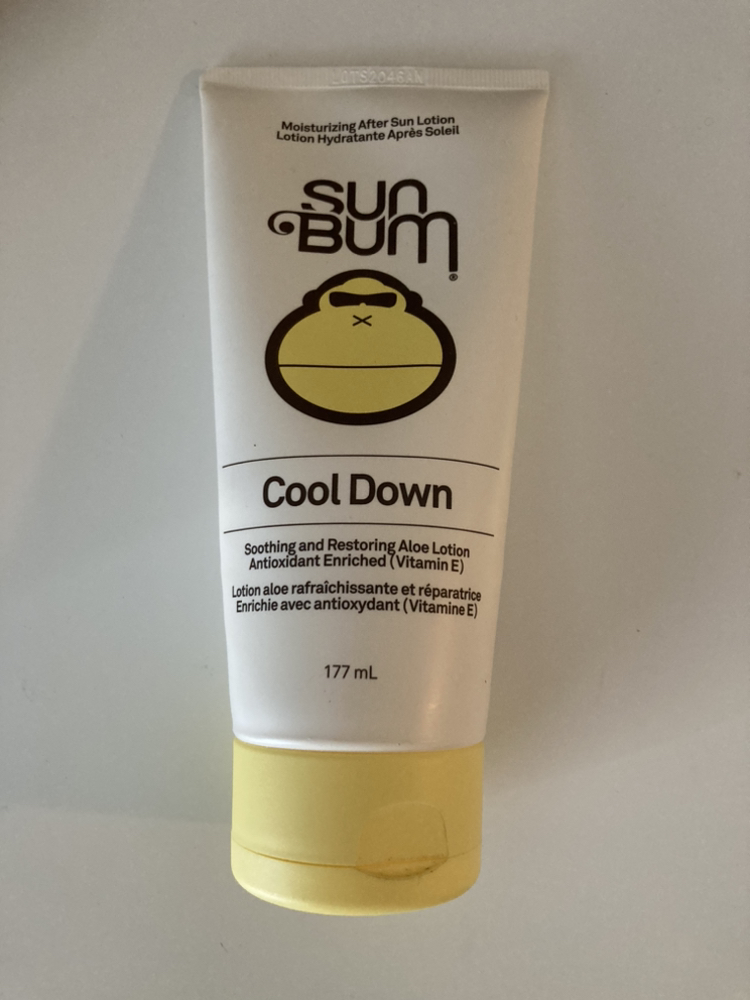 Moisturizing After Sun Lotion
Lotion Hydratante Après Soleil
sun
BUM
®
Cool Down
Soothing and Restoring Aloe Lotion
Antioxidant Enriched (Vitamin E)
Lotion aloe rafraîchissante et réparatrice
Enrichie avec antioxydant (Vitamine E)
177 mL